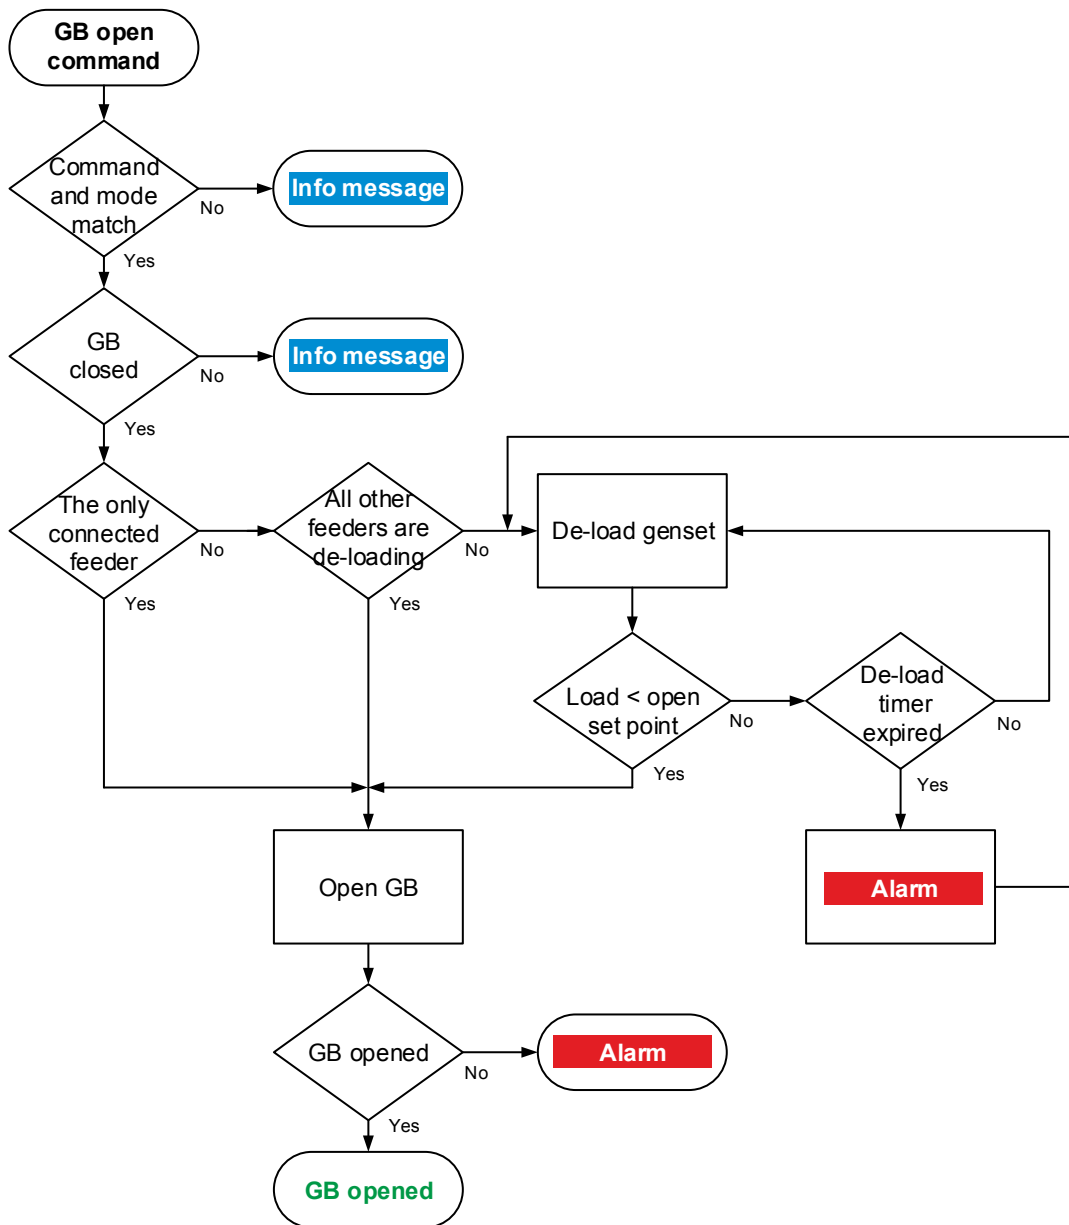 GB open
command
Command
and mode
match
No
Info message
Yes
GB
closed
No
Info message
Yes
The only
connected
feeder
No
Yes
All other
feeders are
de-loading
No
Yes
De-load genset
Load < open
set point
No
Yes
De-load
timer
expired
No
Yes
Alarm
Open GB
GB opened
No
Alarm
Yes
GB opened